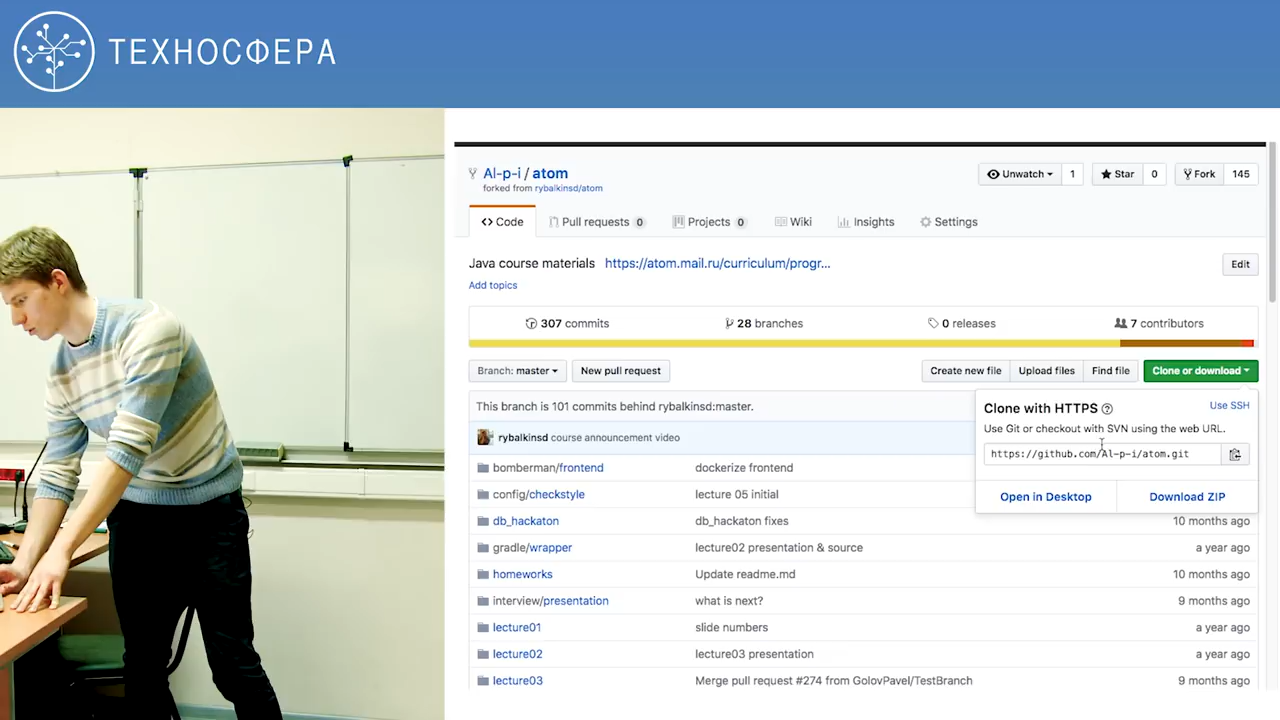 ТЕХНОСФЕРА
Al-p-i / atom
forked from rybalkinsd/atom
Unwatch 1
Star 0
Fork 145
Code
Pull requests 0
Projects 0
Wiki
Insights
Settings
Java course materials https://atom.mail.ru/curriculum/progr...
Edit
Add topics
307 commits
28 branches
0 releases
7 contributors
Branch: master
New pull request
Create new file
Upload files
Find file
Clone or download
This branch is 101 commits behind rybalkinsd:master.
Clone with HTTPS
Use SSH
Use Git or checkout with SVN using the web URL.
https://github.com/Al-p-i/atom.git
Open in Desktop
Download ZIP
rybalkinsd course announcement video
bomberman/frontend dockerize frontend
config/checkstyle lecture 05 initial
db_hackaton db_hackaton fixes 10 months ago
gradle/wrapper lecture02 presentation & source a year ago
homeworks Update readme.md 10 months ago
interview/presentation what is next? 9 months ago
lecture01 slide numbers a year ago
lecture02 lecture03 presentation a year ago
lecture03 Merge pull request #274 from GolovPavel/TestBranch 9 months ago